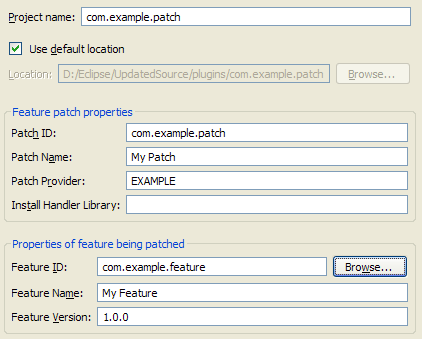 Project name: com.example.patch
Use default location
Location: D:/Eclipse/UpdatedSource/plugins/com.example.patch Browse...
Feature patch properties
Patch ID: com.example.patch
Patch Name: My Patch
Patch Provider: EXAMPLE
Install Handler Library:
Properties of feature being patched
Feature ID: com.example.feature Browse...
Feature Name: My Feature
Feature Version: 1.0.0